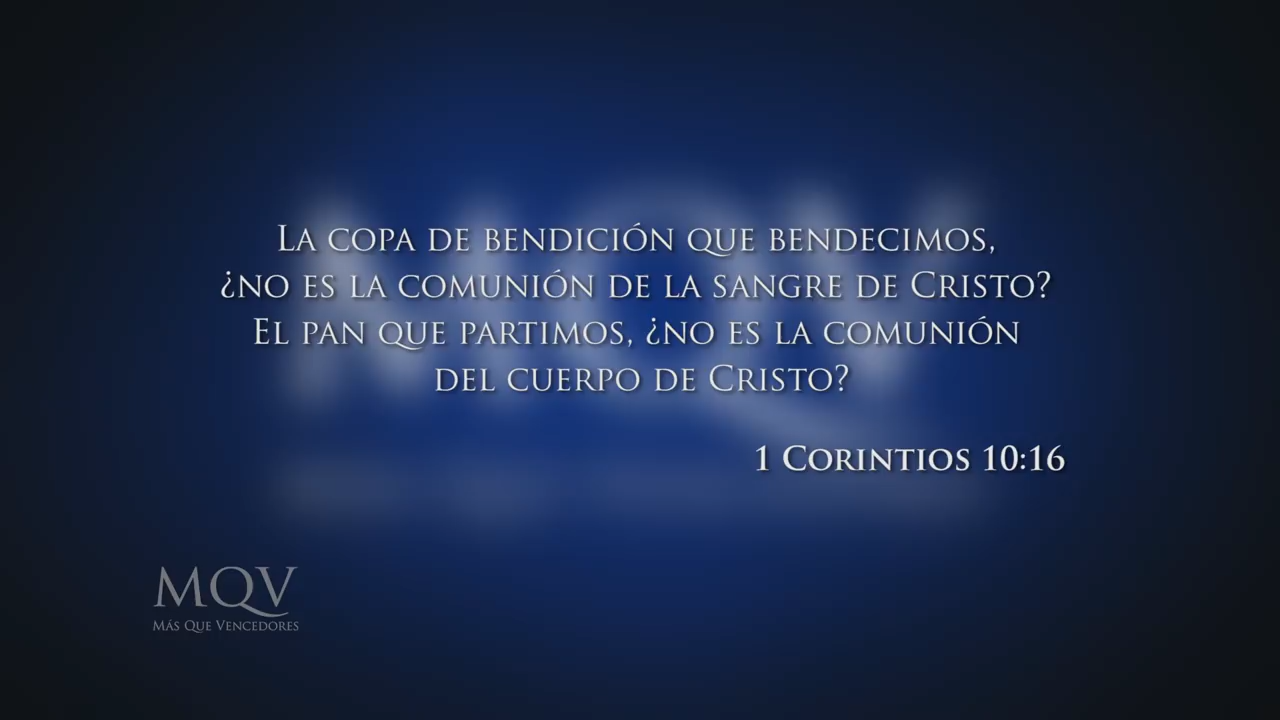 La copa de bendición que bendecimos,
¿no es la comunión de la sangre de Cristo?
El pan que partimos, ¿no es la comunión
del cuerpo de Cristo?
1 Corintios 10:16
MQV
Más Que Vencedores